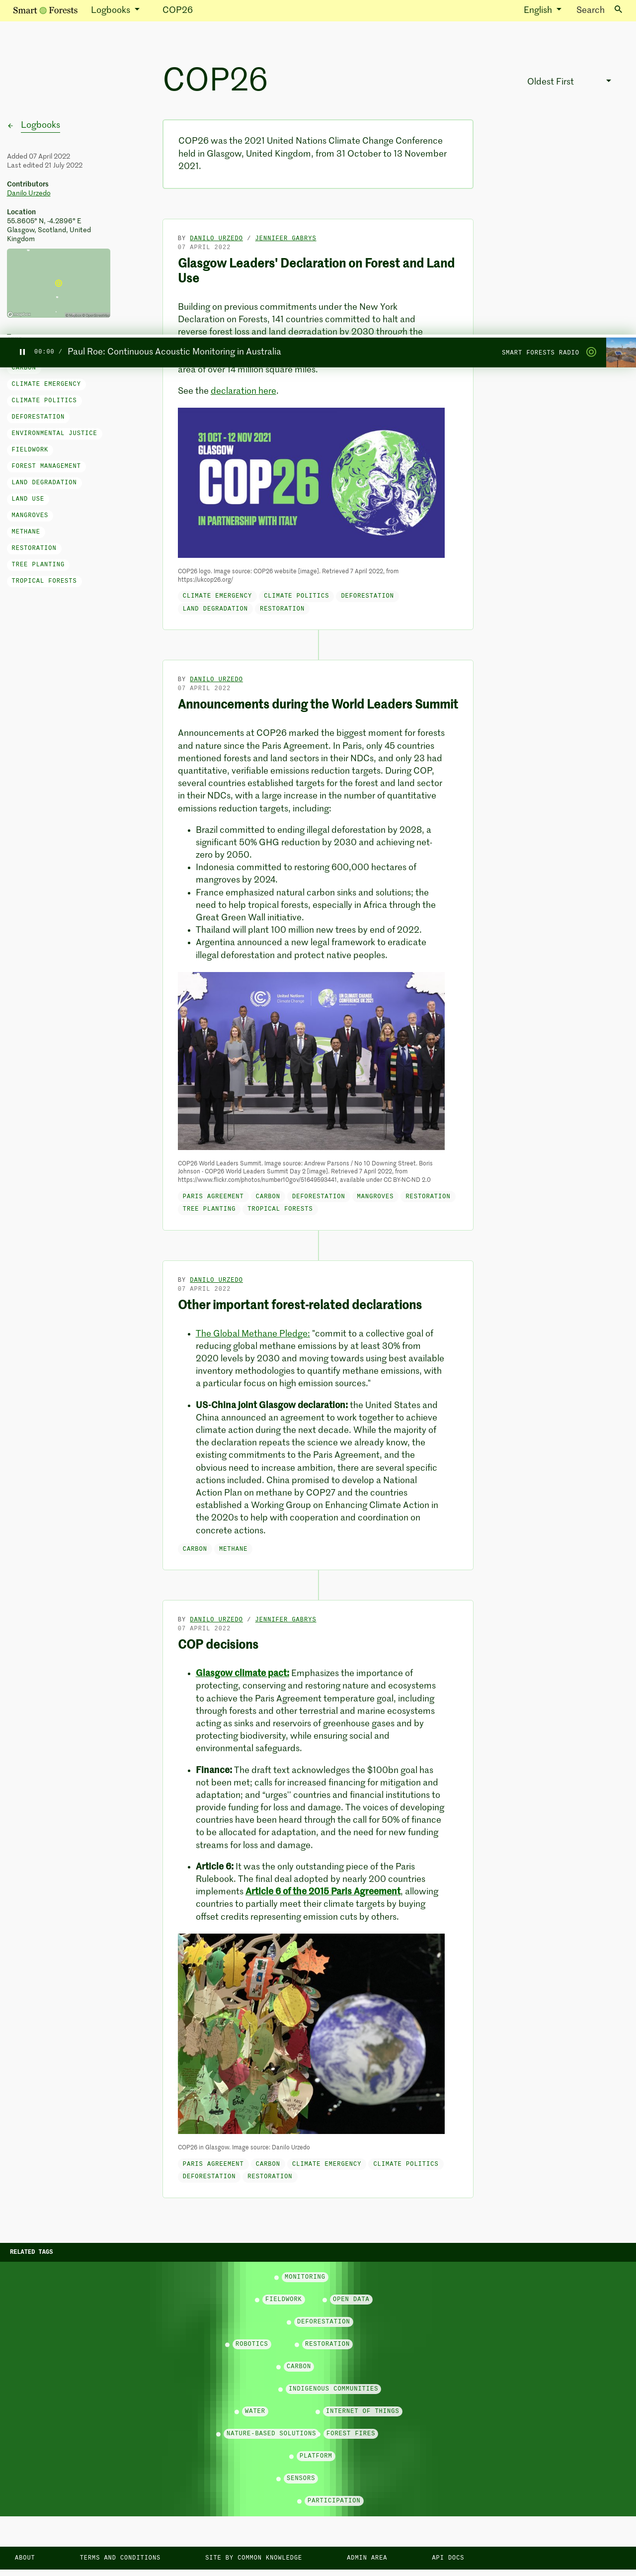 Smart Forests
Logbooks
COP26
English
Search
COP26
Oldest First
Logbooks
Added 07 April 2022
Last edited 21 July 2022
Contributors
Danilo Urzedo
Location
55.8605° N, -4.2896° E
Glasgow, Scotland, United
Kingdom
COP26 was the 2021 United Nations Climate Change Conference
held in Glasgow, United Kingdom, from 31 October to 13 November
2021.
BY DANILO URZEDO / JENNIFER GABRYS
07 APRIL 2022
Glasgow Leaders' Declaration on Forest and Land
Use
Building on previous commitments under the New York
Declaration on Forests, 141 countries committed to halt and
reverse forest loss and land degradation by 2030 through the
00:00 /
Paul Roe: Continuous Acoustic Monitoring in Australia
SMART FORESTS RADIO
area of over 14 million square miles.
See the declaration here.
CARBON
CLIMATE EMERGENCY
CLIMATE POLITICS
DEFORESTATION
ENVIRONMENTAL JUSTICE
FIELDWORK
FOREST MANAGEMENT
LAND DEGRADATION
LAND USE
MANGROVES
METHANE
RESTORATION
TREE PLANTING
TROPICAL FORESTS
31 OCT - 12 NOV 2021
GLASGOW
COP26
IN PARTNERSHIP WITH ITALY
COP26 logo. Image source: COP26 website [image]. Retrieved 7 April 2022, from
https://ukcop26.org/
CLIMATE EMERGENCY CLIMATE POLITICS DEFORESTATION
LAND DEGRADATION RESTORATION
BY DANILO URZEDO
07 APRIL 2022
Announcements during the World Leaders Summit
Announcements at COP26 marked the biggest moment for forests
and nature since the Paris Agreement. In Paris, only 45 countries
mentioned forests and land sectors in their NDCs, and only 23 had
quantitative, verifiable emissions reduction targets. During COP,
several countries established targets for the forest and land sector
in their NDCs, with a large increase in the number of quantitative
emissions reduction targets, including:
Brazil committed to ending illegal deforestation by 2028, a
significant 50% GHG reduction by 2030 and achieving net-
zero by 2050.
Indonesia committed to restoring 600,000 hectares of
mangroves by 2024.
France emphasized natural carbon sinks and solutions; the
need to help tropical forests, especially in Africa through the
Great Green Wall initiative.
Thailand will plant 100 million new trees by end of 2022.
Argentina announced a new legal framework to eradicate
illegal deforestation and protect native peoples.
COP26 World Leaders Summit. Image source: Andrew Parsons / No 10 Downing Street. Boris
Johnson - COP26 World Leaders Summit Day 2 [image]. Retrieved 7 April 2022, from
https://www.flickr.com/photos/number10gov/51649593441, available under CC BY-NC-ND 2.0
PARIS AGREEMENT CARBON DEFORESTATION MANGROVES RESTORATION
TREE PLANTING TROPICAL FORESTS
BY DANILO URZEDO
07 APRIL 2022
Other important forest-related declarations
The Global Methane Pledge: "commit to a collective goal of
reducing global methane emissions by at least 30% from
2020 levels by 2030 and moving towards using best available
inventory methodologies to quantify methane emissions, with
a particular focus on high emission sources."
US-China joint Glasgow declaration: the United States and
China announced an agreement to work together to achieve
climate action during the next decade. While the majority of
the declaration repeats the science we already know, the
existing commitments to the Paris Agreement, and the
obvious need to increase ambition, there are several specific
actions included. China promised to develop a National
Action Plan on methane by COP27 and the countries
established a Working Group on Enhancing Climate Action in
the 2020s to help with cooperation and coordination on
concrete actions.
CARBON METHANE
BY DANILO URZEDO / JENNIFER GABRYS
07 APRIL 2022
COP decisions
Glasgow climate pact: Emphasizes the importance of
protecting, conserving and restoring nature and ecosystems
to achieve the Paris Agreement temperature goal, including
through forests and other terrestrial and marine ecosystems
acting as sinks and reservoirs of greenhouse gases and by
protecting biodiversity, while ensuring social and
environmental safeguards.
Finance: The draft text acknowledges the $100bn goal has
not been met; calls for increased financing for mitigation and
adaptation; and "urges" countries and financial institutions to
provide funding for loss and damage. The voices of developing
countries have been heard through the call for 50% of finance
to be allocated for adaptation, and the need for new funding
streams for loss and damage.
Article 6: It was the only outstanding piece of the Paris
Rulebook. The final deal adopted by nearly 200 countries
implements Article 6 of the 2015 Paris Agreement, allowing
countries to partially meet their climate targets by buying
offset credits representing emission cuts by others.
COP26 in Glasgow. Image source: Danilo Urzedo
PARIS AGREEMENT CARBON CLIMATE EMERGENCY CLIMATE POLITICS
DEFORESTATION RESTORATION
RELATED TAGS
MONITORING
FIELDWORK OPEN DATA
DEFORESTATION
ROBOTICS RESTORATION
CARBON
INDIGENOUS COMMUNITIES
WATER INTERNET OF THINGS
NATURE-BASED SOLUTIONS FOREST FIRES
PLATFORM
SENSORS
PARTICIPATION
ABOUT
TERMS AND CONDITIONS
SITE BY COMMON KNOWLEDGE
ADMIN AREA
API DOCS